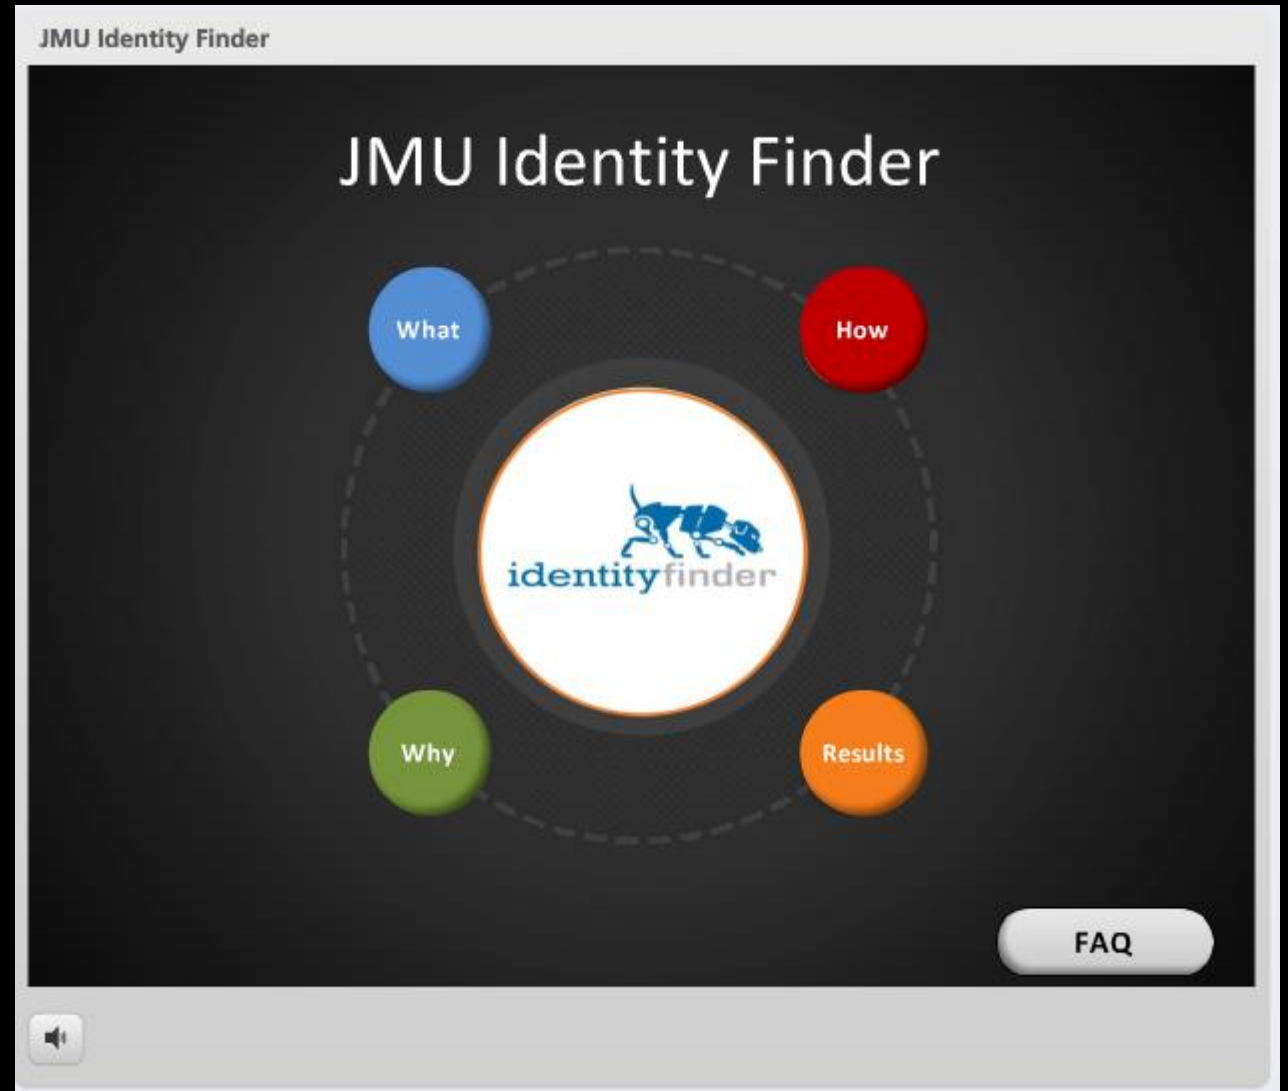 JMU Identity Finder
JMU Identity Finder
What
How
identityfinder
Why
Results
FAQ